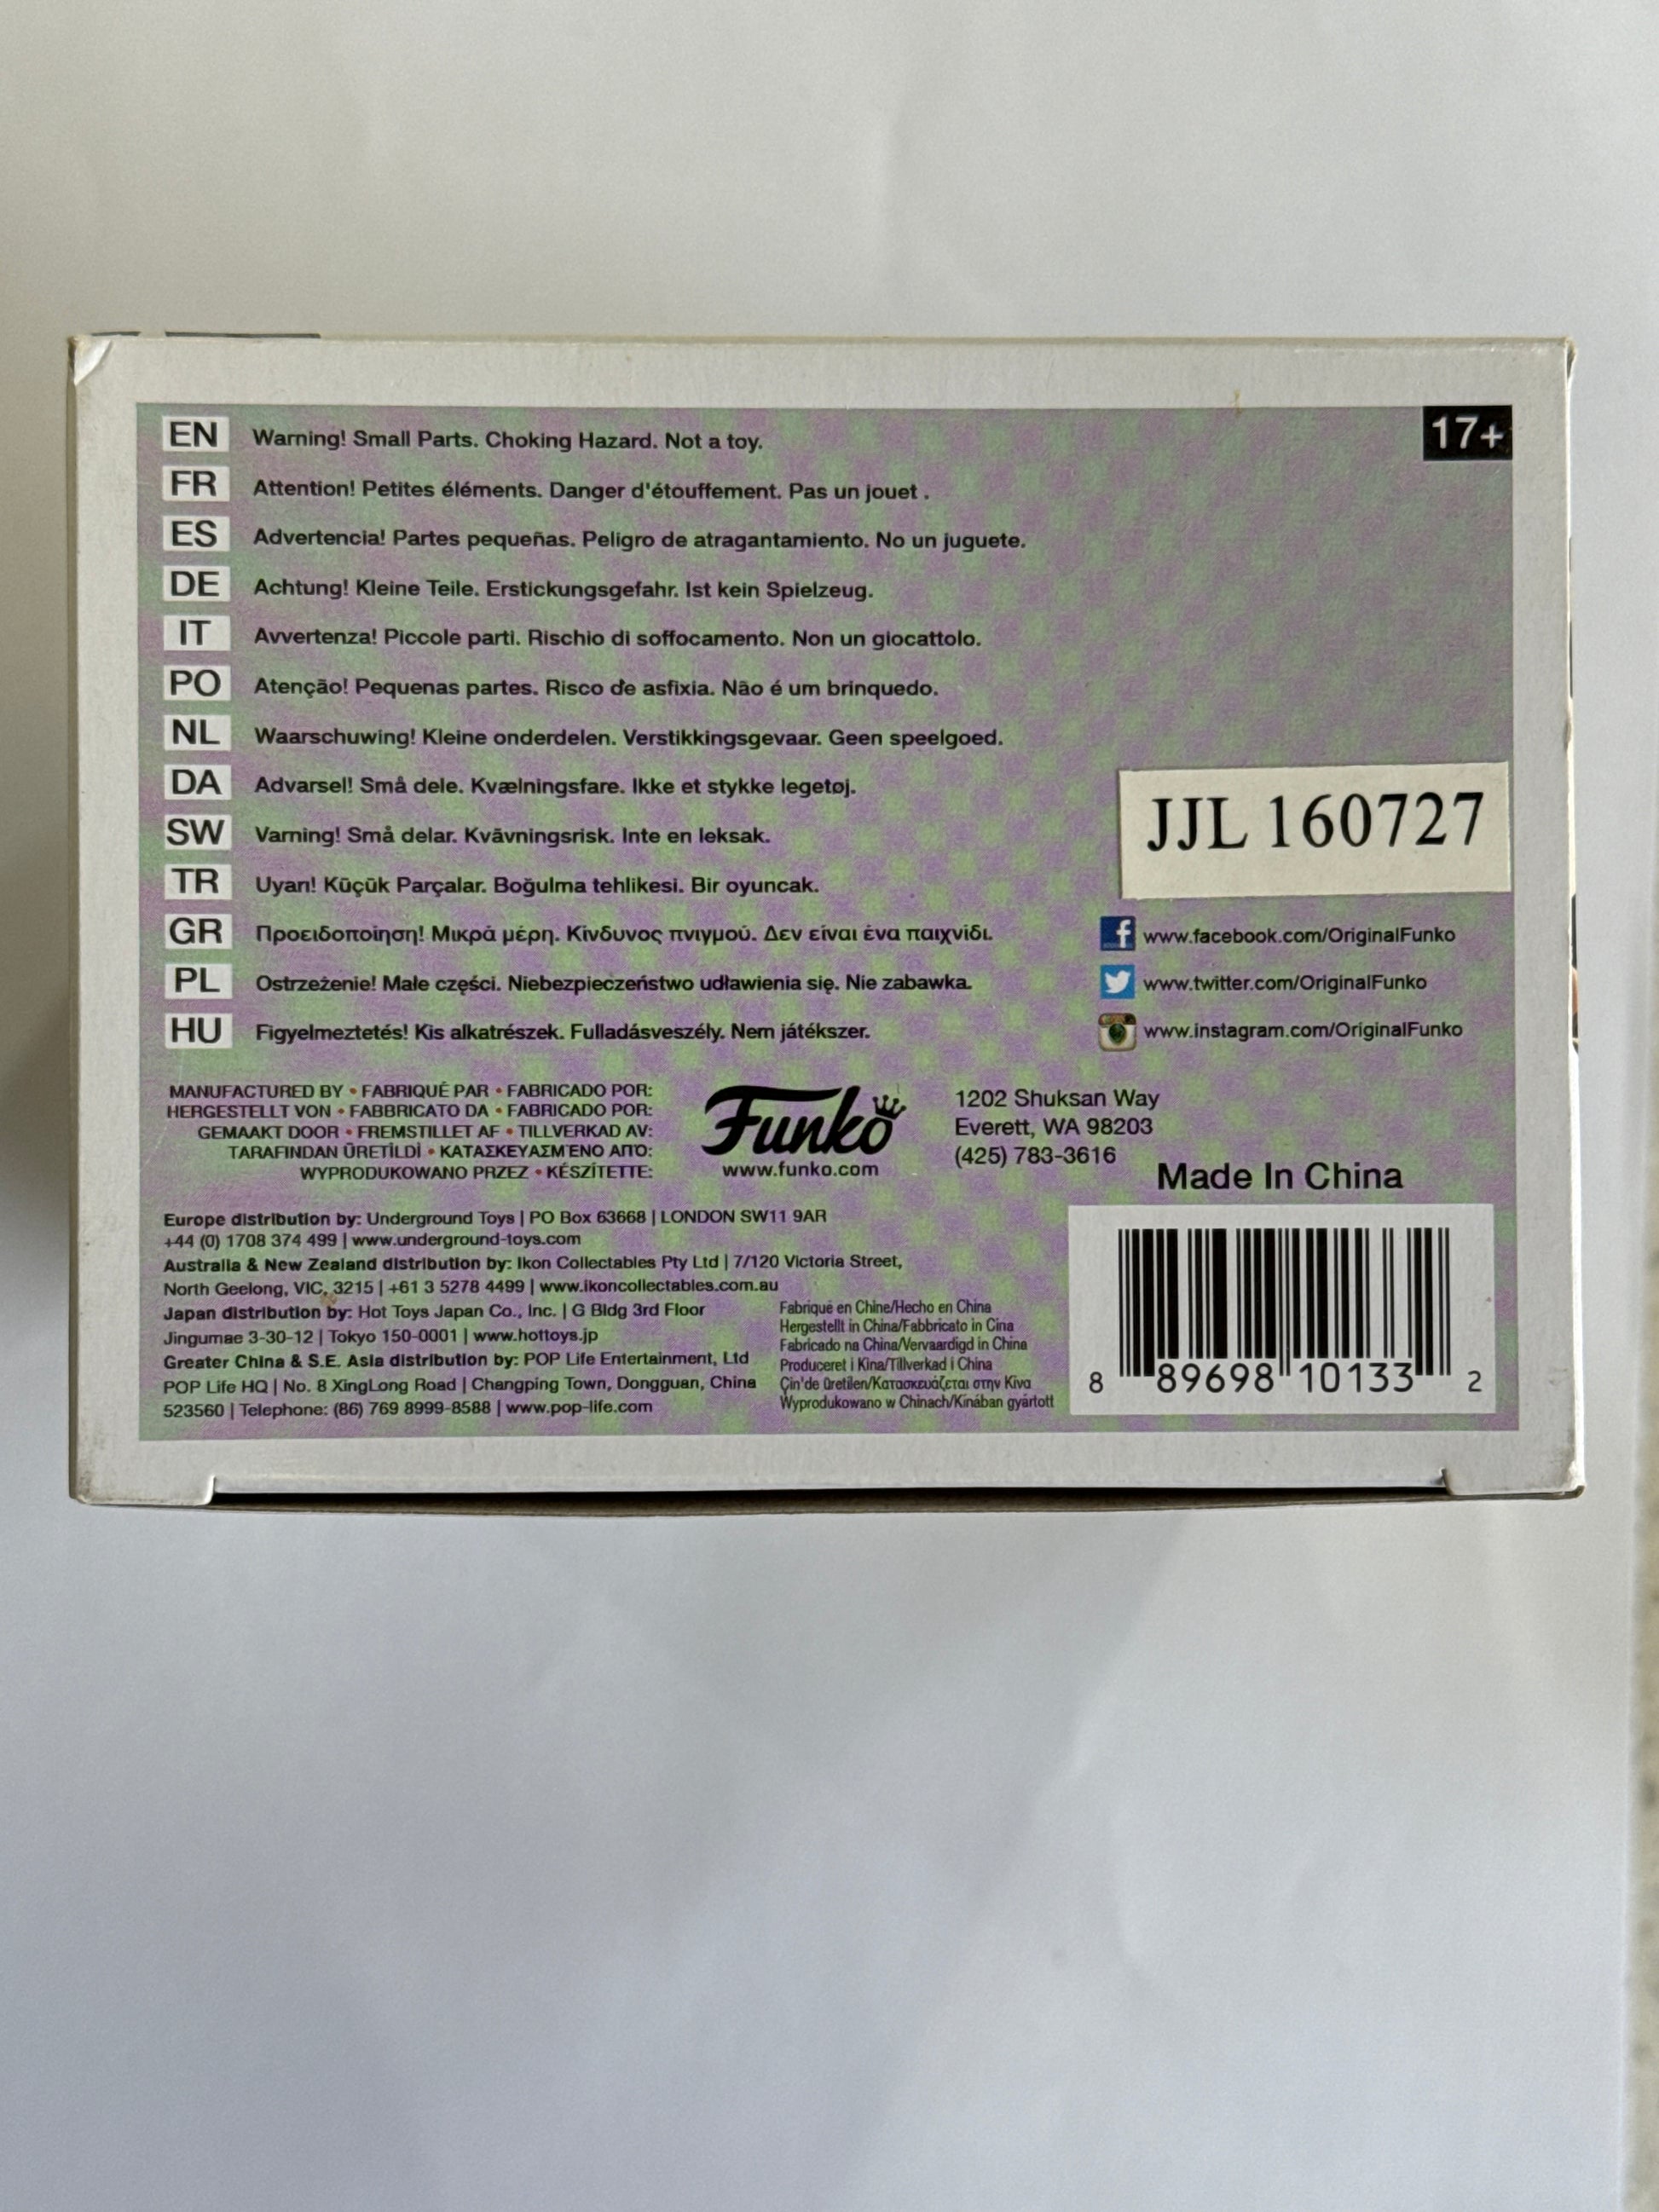 17+
EN Warning! Small Parts. Choking Hazard. Not a toy.
FR Attention! Petites éléments. Danger d'étouffement. Pas un jouet .
ES Advertencia! Partes pequeñas. Peligro de atragantamiento. No un juguete.
DE Achtung! Kleine Teile. Erstickungsgefahr. Ist kein Spielzeug.
IT Avvertenza! Piccole parti. Rischio di soffocamento. Non un giocattolo.
PO Atenção! Pequenas partes. Risco de asfixia. Não é um brinquedo.
NL Waarschuwing! Kleine onderdelen. Verstikkingsgevaar. Geen speelgoed.
DA Advarsel! Små dele. Kvælningsfare. Ikke et stykke legetøj.
SW Varning! Små delar. Kvävningsrisk. Inte en leksak.
TR Uyarı! Küçük Parçalar. Boğulma tehlikesi. Bir oyuncak.
GR Προειδοποίηση! Μικρά μέρη. Κίνδυνος πνιγμού. Δεν είναι ένα παιχνίδι.
PL Ostrzeżenie! Małe części. Niebezpieczeństwo udławienia się. Nie zabawka.
HU Figyelmeztetés! Kis alkatrészek. Fulladásveszély. Nem játékszer.
JJL 160727
www.facebook.com/OriginalFunko
www.twitter.com/OriginalFunko
www.instagram.com/OriginalFunko
MANUFACTURED BY • FABRIQUÉ PAR • FABRICADO POR:
HERGESTELLT VON • FABBRICATO DA • FABRICADO POR:
GEMAAKT DOOR • FREMSTILLET AF • TILLVERKAD AV:
TARAFINDAN ÜRETİLDİ • ΚΑΤΑΣΚΕΥΑΣΜΈΝΟ ΑΠΌ:
WYPRODUKOWANO PRZEZ • KÉSZÍTETTE:
Funko
www.funko.com
1202 Shuksan Way
Everett, WA 98203
(425) 783-3616
Made In China
Europe distribution by: Underground Toys | PO Box 63668 | LONDON SW11 9AR
+44 (0) 1708 374 499 | www.underground-toys.com
Australia & New Zealand distribution by: Ikon Collectables Pty Ltd | 7/120 Victoria Street,
North Geelong, VIC, 3215 | +61 3 5278 4499 | www.ikoncollectables.com.au
Japan distribution by: Hot Toys Japan Co., Inc. | G Bldg 3rd Floor
Jingumae 3-30-12 | Tokyo 150-0001 | www.hottoys.jp
Greater China & S.E. Asia distribution by: POP Life Entertainment, Ltd
POP Life HQ | No. 8 XingLong Road | Changping Town, Dongguan, China
523560 | Telephone: (86) 769 8999-8588 | www.pop-life.com
Fabriqué en Chine/Hecho en China
Hergestellt in China/Fabbricato in Cina
Fabricado na China/Vervaardigd in China
Produceret i Kina/Tillverkad i China
Çin'de üretilen/Κατασκευάζεται στην Κίνα
Wyprodukowano w Chinach/Kínában gyártott
8 89698 10133 2